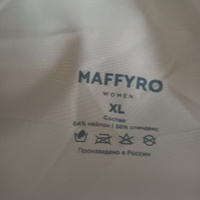 MAFFYRO
WOMEN
XL
Состав:
64% нейлон | 36% спандекс
Произведено в России